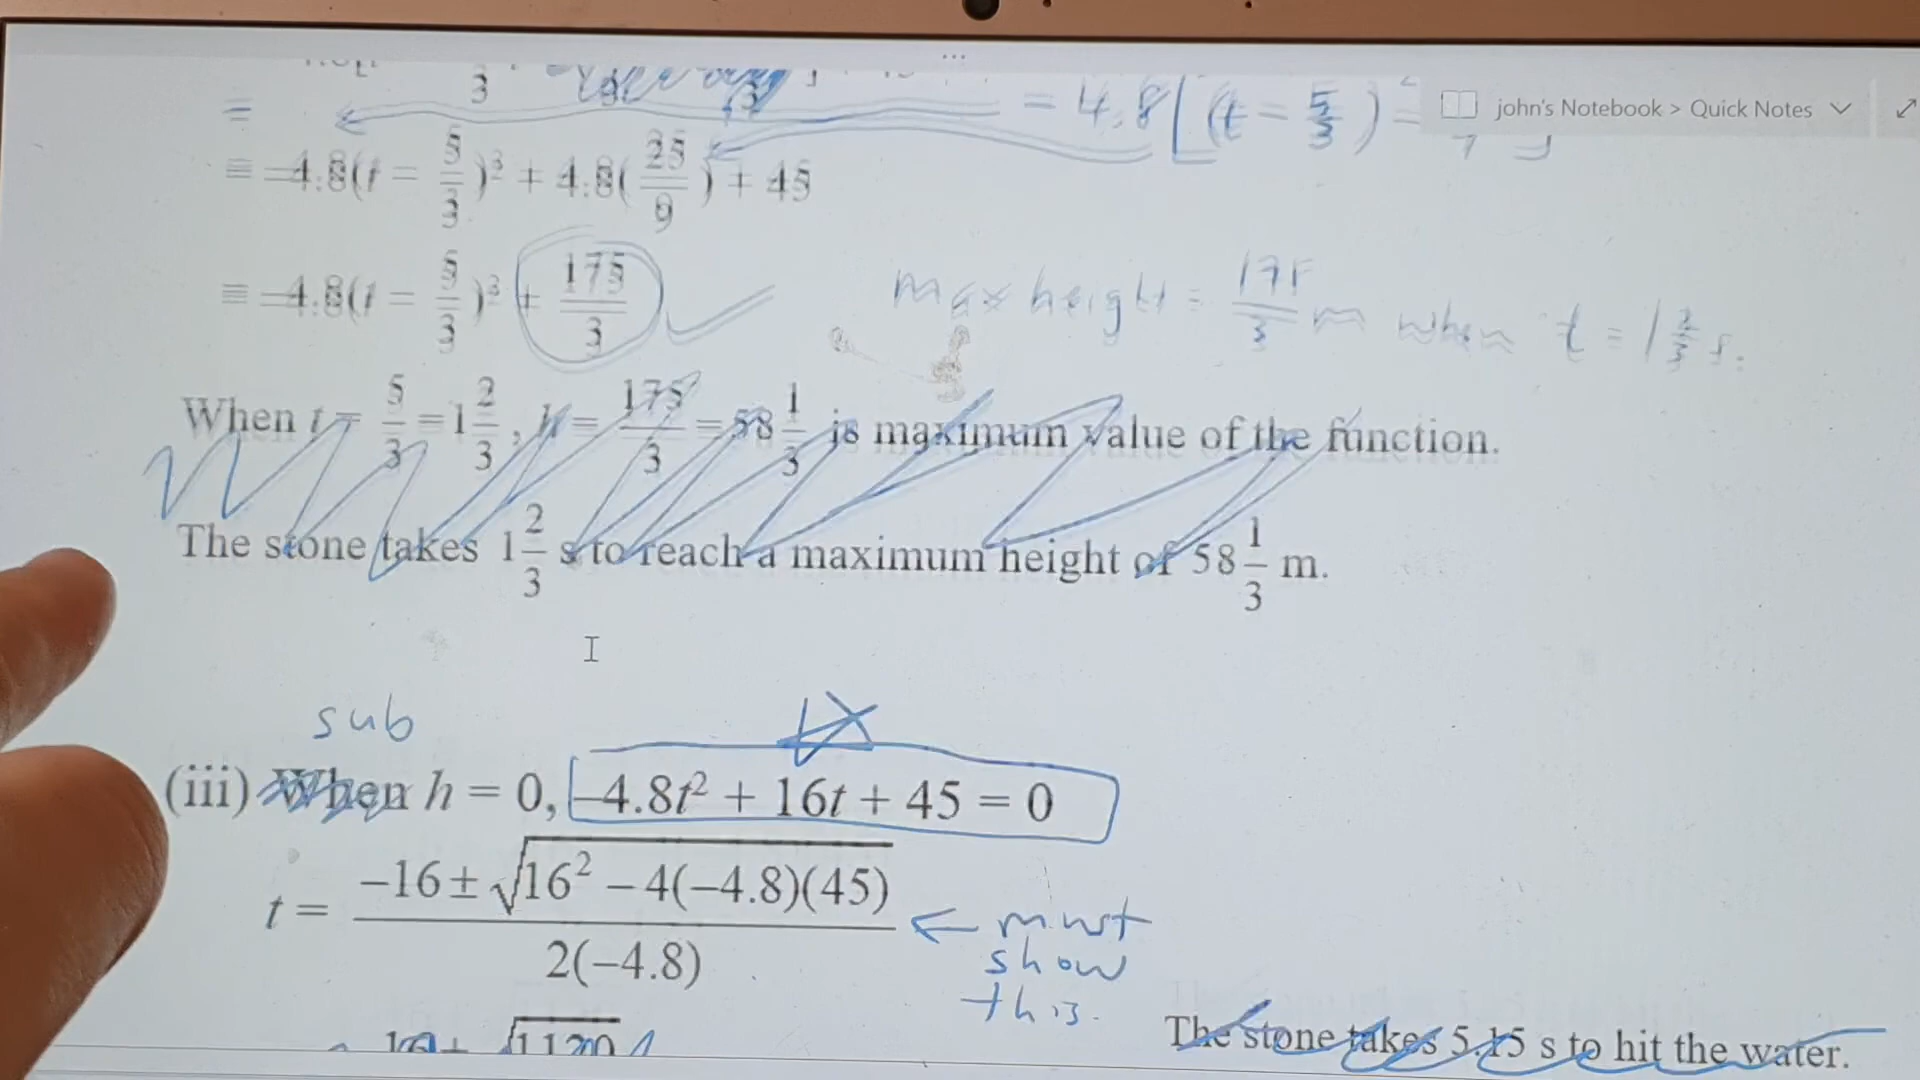 = 4.8[(t - 5/3)²
john's Notebook > Quick Notes
≡ -4.8(t - 5/3)² + 4.8(25/9) + 45
≡ -4.8(t - 5/3)² + 175/3
max height = 175/3 m when t = 1 2/3 s.
When t = 5/3 = 1 2/3, h = 175/3 = 58 1/3 is maximum value of the function.
The stone takes 1 2/3 s to reach a maximum height of 58 1/3 m.
sub
(iii) When h = 0, -4.8t² + 16t + 45 = 0
t = (-16 ± √(16² - 4(-4.8)(45))) / 2(-4.8)
← must
show
this.
The stone takes 5.15 s to hit the water.